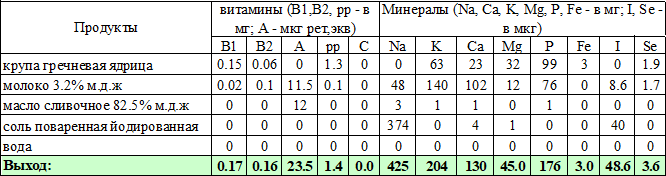 Продукты витамины (B1,B2, pp - в мг; А - мкг рет,экв) Минералы (Na, Ca, K, Mg, P, Fe - в мг; I, Se - в мкг)
B1 B2 A pp C Na K Ca Mg P Fe I Se
крупа гречневая ядрица 0.15 0.06 0 1.3 0 0 63 23 32 99 3 0 1.9
молоко 3.2% м.д.ж 0.02 0.1 11.5 0.1 0 48 140 102 12 76 0 8.6 1.7
масло сливочное 82.5% м.д.ж 0 0 12 0 0 3 1 1 0 1 0 0 0
соль поваренная йодированная 0 0 0 0 0 374 0 4 1 0 0 40 0
вода 0 0 0 0 0 0 0 0 0 0 0 0 0
Выход: 0.17 0.16 23.5 1.4 0.0 425 204 130 45.0 176 3.0 48.6 3.6